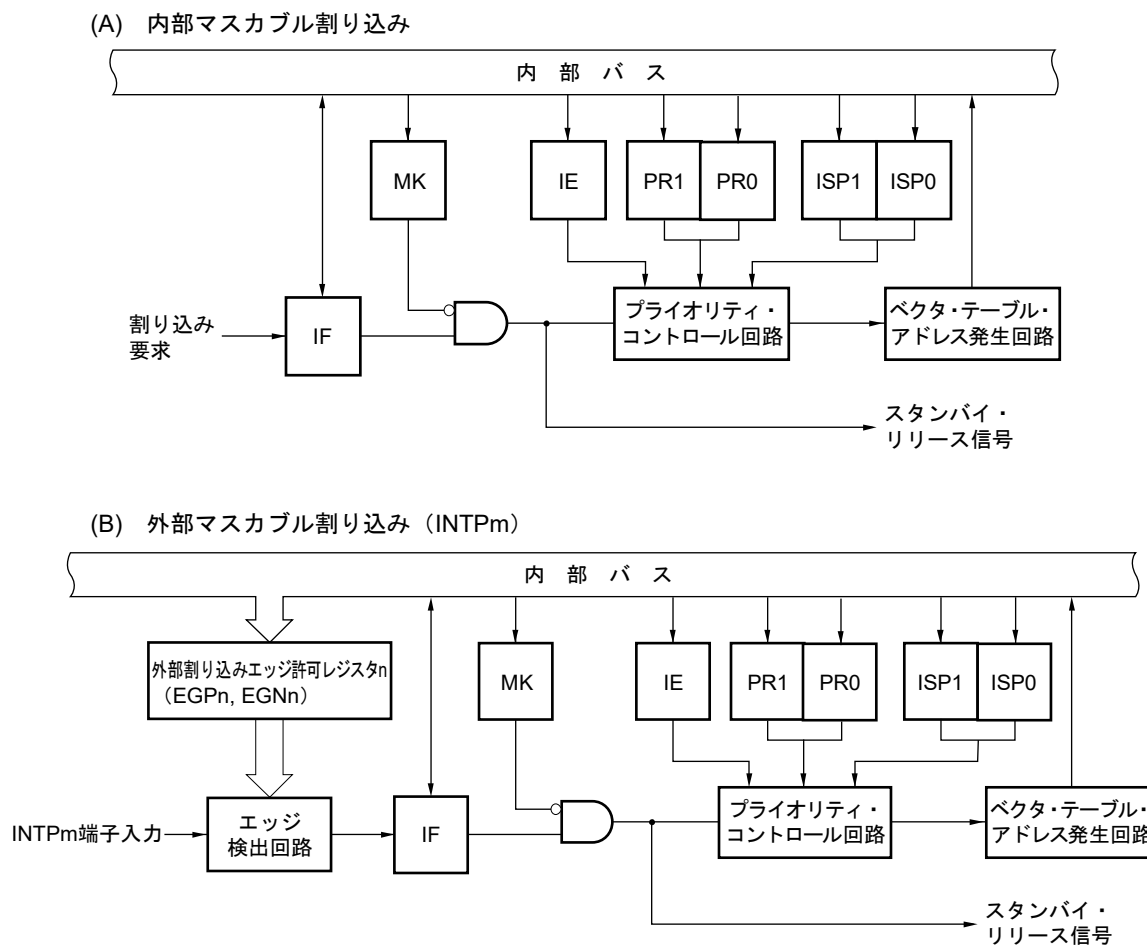 (A) 内部マスカブル割り込み
内 部 バ ス
MK
IE
PR1
PR0
ISP1
ISP0
割り込み
要求
IF
プライオリティ・
コントロール回路
ベクタ・テーブル・
アドレス発生回路
スタンバイ・
リリース信号
(B) 外部マスカブル割り込み（INTPm）
内 部 バ ス
外部割り込みエッジ許可レジスタn
（EGPn, EGNn）
MK
IE
PR1
PR0
ISP1
ISP0
INTPm端子入力
エッジ
検出回路
IF
プライオリティ・
コントロール回路
ベクタ・テーブル・
アドレス発生回路
スタンバイ・
リリース信号